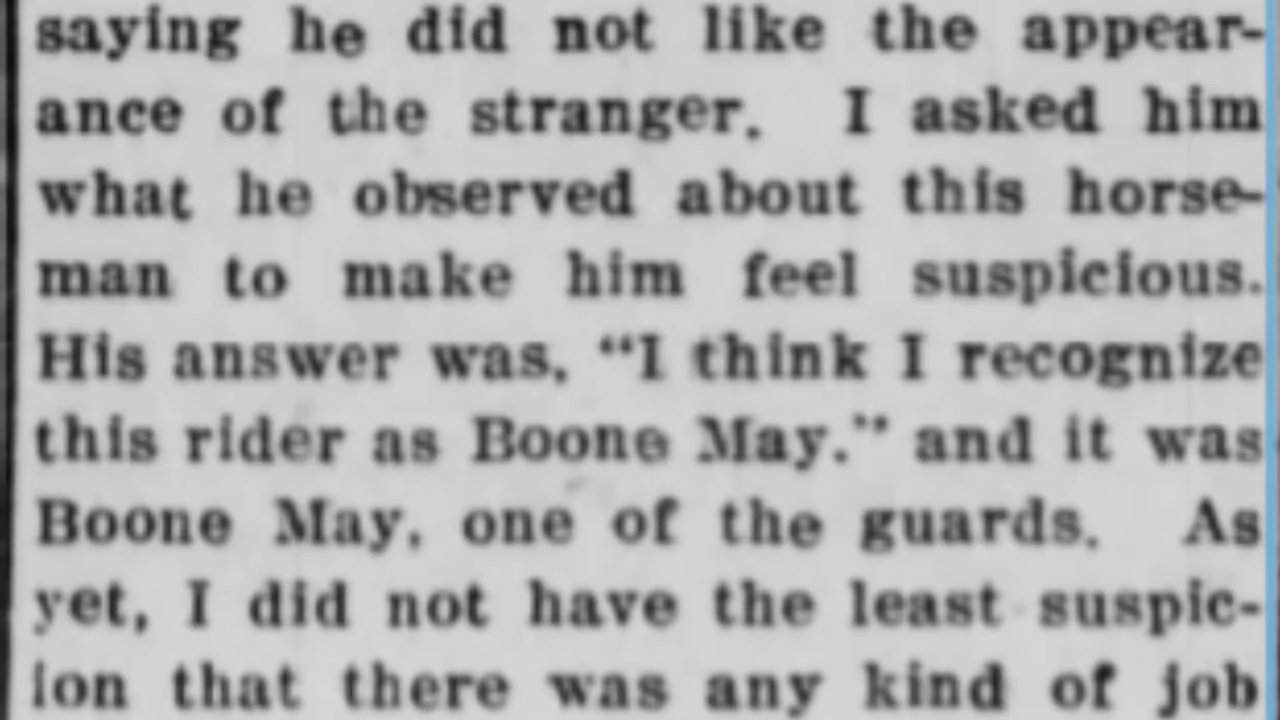 saying he did not like the appear-
ance of the stranger. I asked him
what he observed about this horse-
man to make him feel suspicious.
His answer was, "I think I recognize
this rider as Boone May." and it was
Boone May, one of the guards. As
yet, I did not have the least suspic-
ion that there was any kind of job